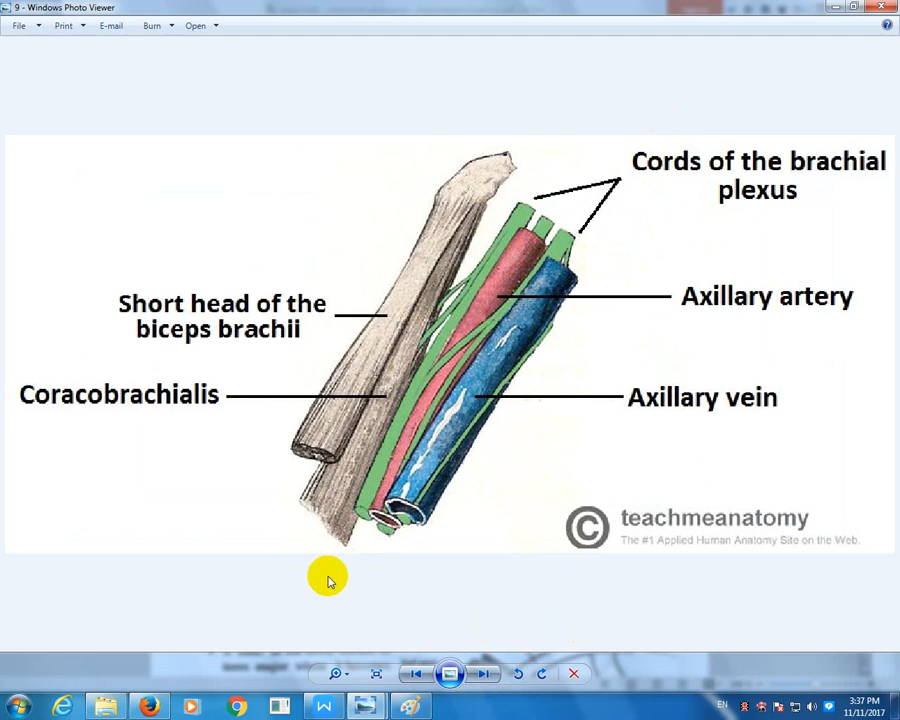 9 - Windows Photo Viewer
File Print E-mail Burn Open
Cords of the brachial
plexus
Short head of the
biceps brachii
Axillary artery
Coracobrachialis
Axillary vein
© teachmeanatomy
The #1 Applied Human Anatomy Site on the Web.
EN
3:37 PM
11/11/2017